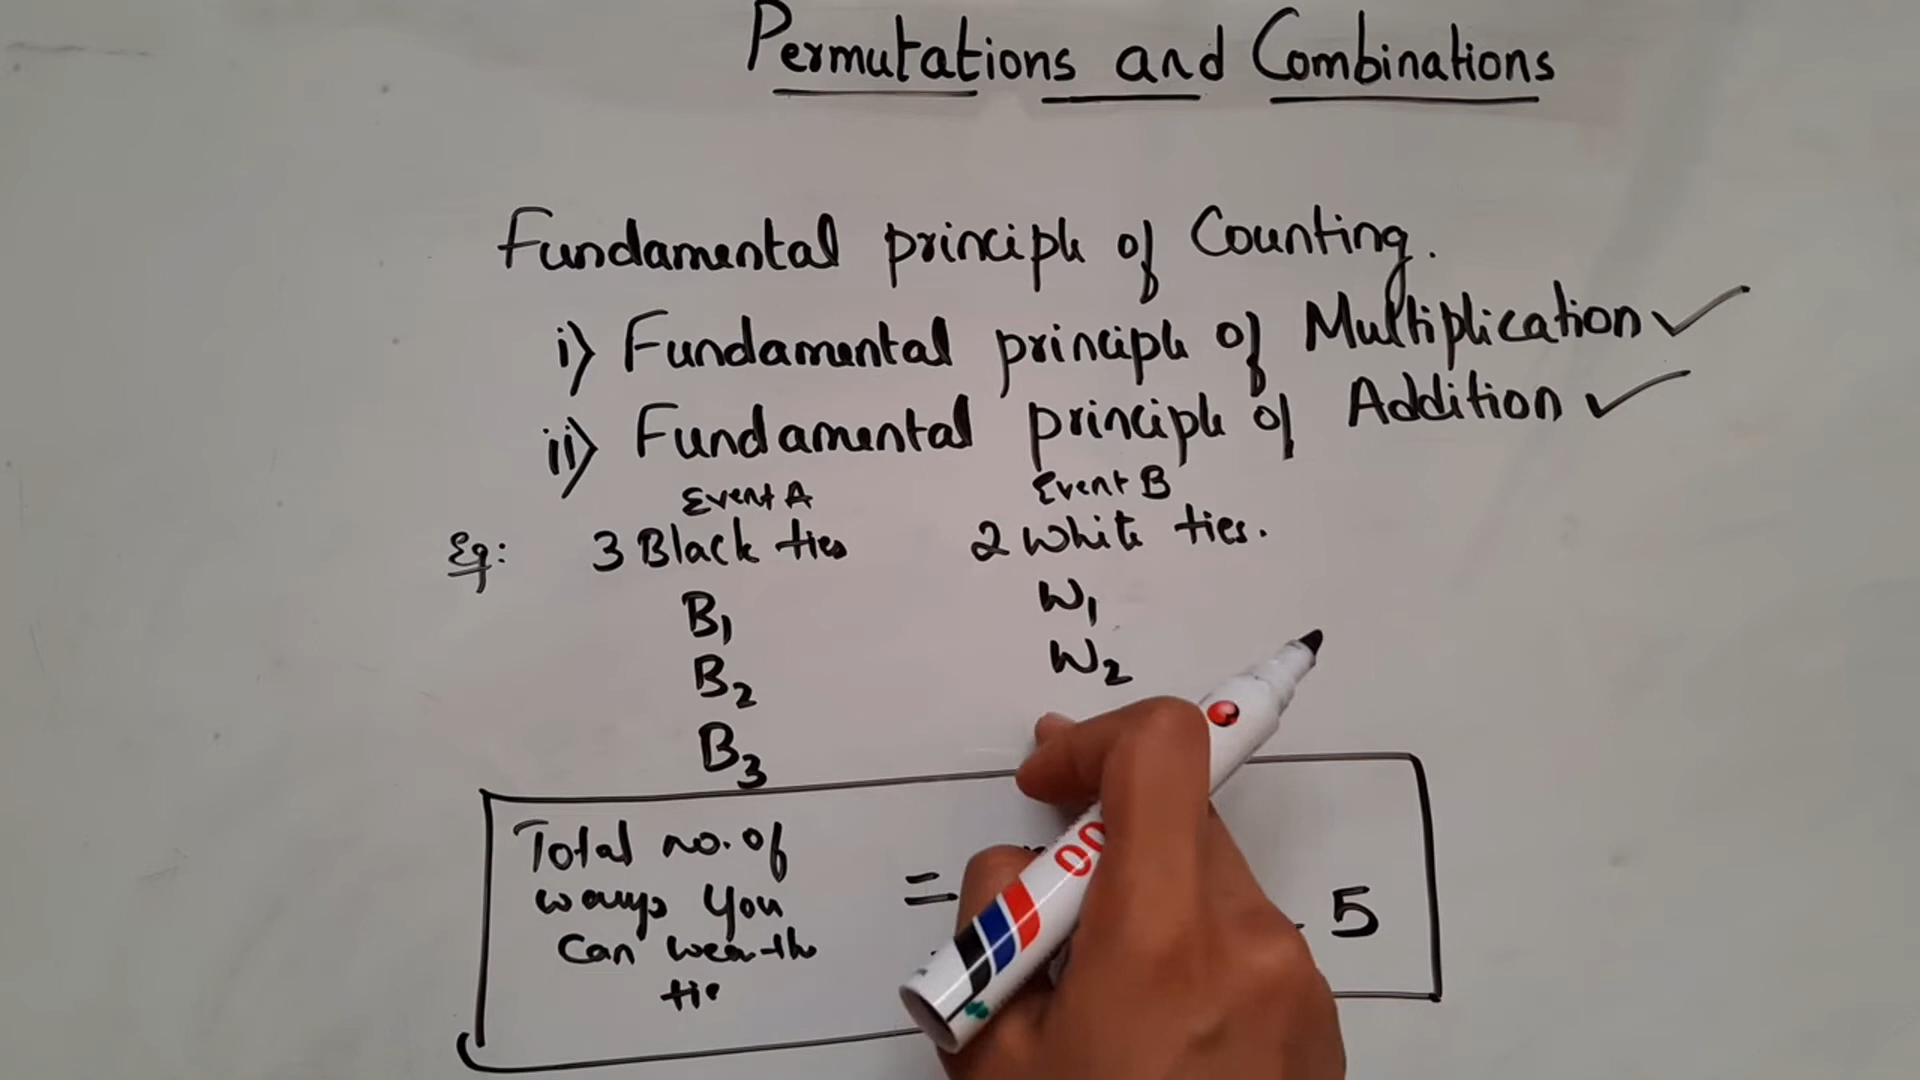 Permutations and Combinations
Fundamental principle of Counting.
i) Fundamental principle of Multiplication ✓
ii) Fundamental principle of Addition ✓
Event A Event B
Eg: 3 Black ties 2 White ties.
B1 W1
B2 W2
B3
Total no. of
ways you = 5
can wear the
tie